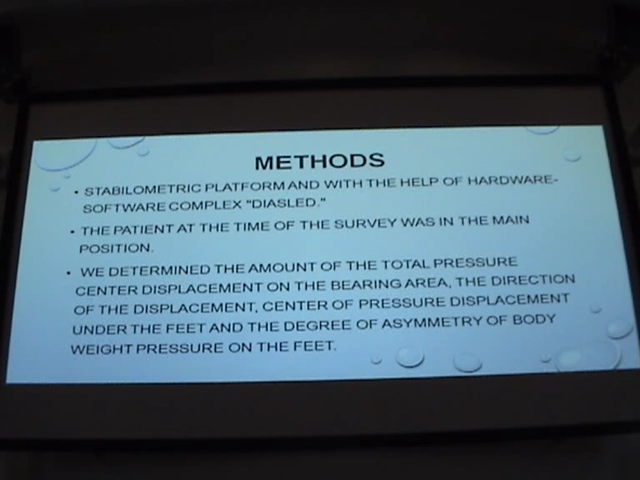 METHODS
• STABILOMETRIC PLATFORM AND WITH THE HELP OF HARDWARE-
SOFTWARE COMPLEX "DIASLED."
• THE PATIENT AT THE TIME OF THE SURVEY WAS IN THE MAIN
POSITION.
• WE DETERMINED THE AMOUNT OF THE TOTAL PRESSURE
CENTER DISPLACEMENT ON THE BEARING AREA, THE DIRECTION
OF THE DISPLACEMENT, CENTER OF PRESSURE DISPLACEMENT
UNDER THE FEET AND THE DEGREE OF ASYMMETRY OF BODY
WEIGHT PRESSURE ON THE FEET.